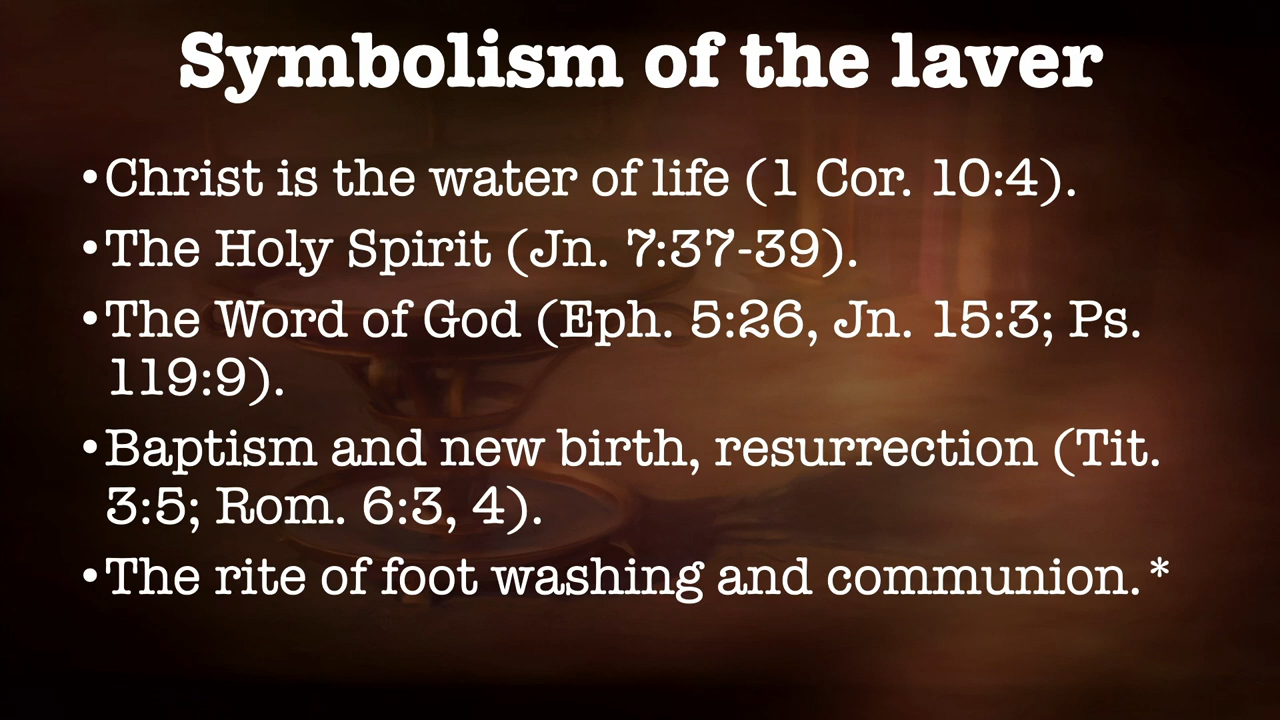 Symbolism of the laver
•Christ is the water of life (1 Cor. 10:4).
•The Holy Spirit (Jn. 7:37-39).
•The Word of God (Eph. 5:26, Jn. 15:3; Ps.
119:9).
•Baptism and new birth, resurrection (Tit.
3:5; Rom. 6:3, 4).
•The rite of foot washing and communion. *